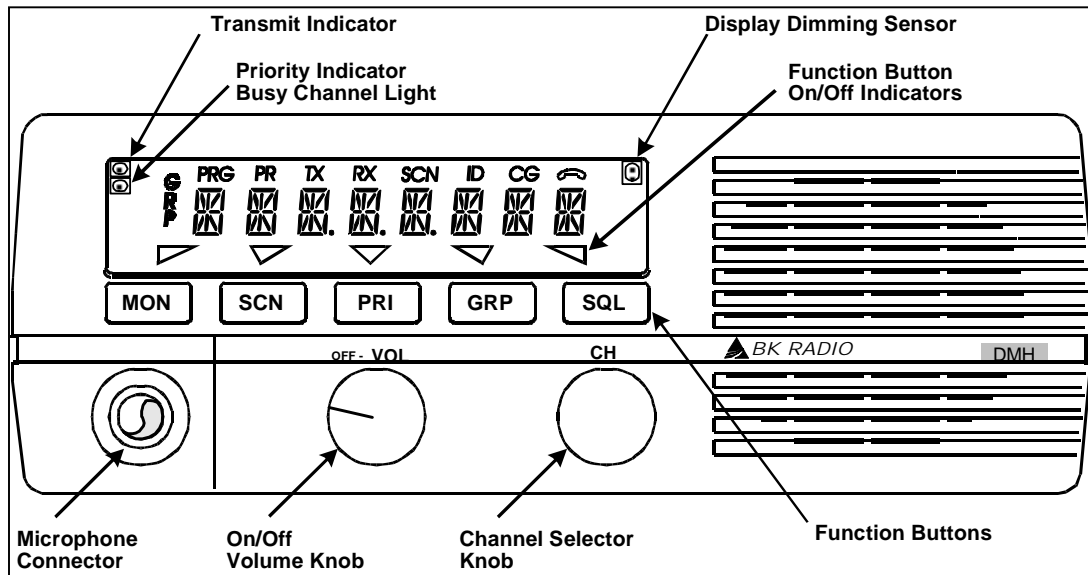 Transmit Indicator
Display Dimming Sensor
Priority Indicator
Busy Channel Light
Function Button
On/Off Indicators
GRP
PRG PR TX RX SCN ID CG
MON SCN PRI GRP SQL
OFF - VOL
CH
BK RADIO
DMH
Microphone
Connector
On/Off
Volume Knob
Channel Selector
Knob
Function Buttons